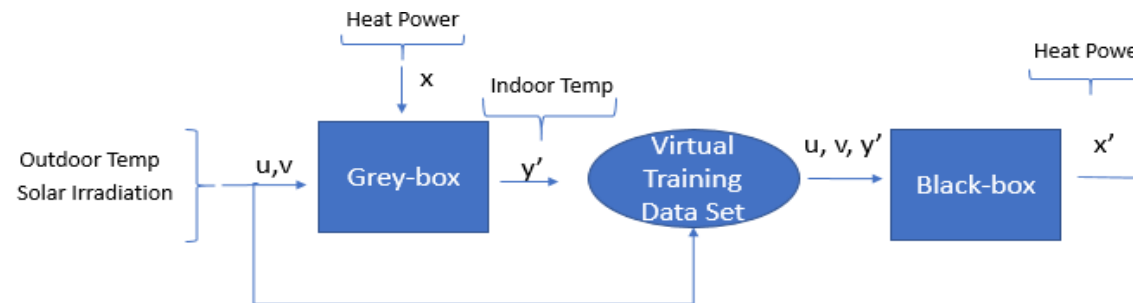 Heat Power
x
Indoor Temp
Outdoor Temp
Solar Irradiation
u,v
Grey-box
y’
Virtual
Training
Data Set
u, v, y’
Black-box
Heat Powe
x’